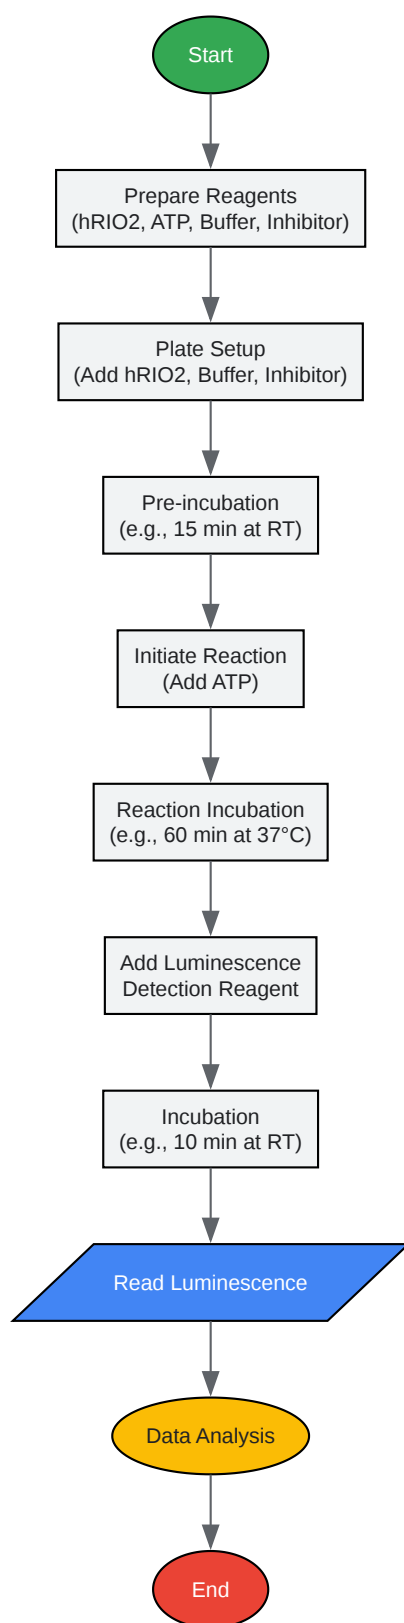 Start
Prepare Reagents
(hRIO2, ATP, Buffer, Inhibitor)
Plate Setup
(Add hRIO2, Buffer, Inhibitor)
Pre-incubation
(e.g., 15 min at RT)
Initiate Reaction
(Add ATP)
Reaction Incubation
(e.g., 60 min at 37°C)
Add Luminescence
Detection Reagent
Incubation
(e.g., 10 min at RT)
Read Luminescence
Data Analysis
End